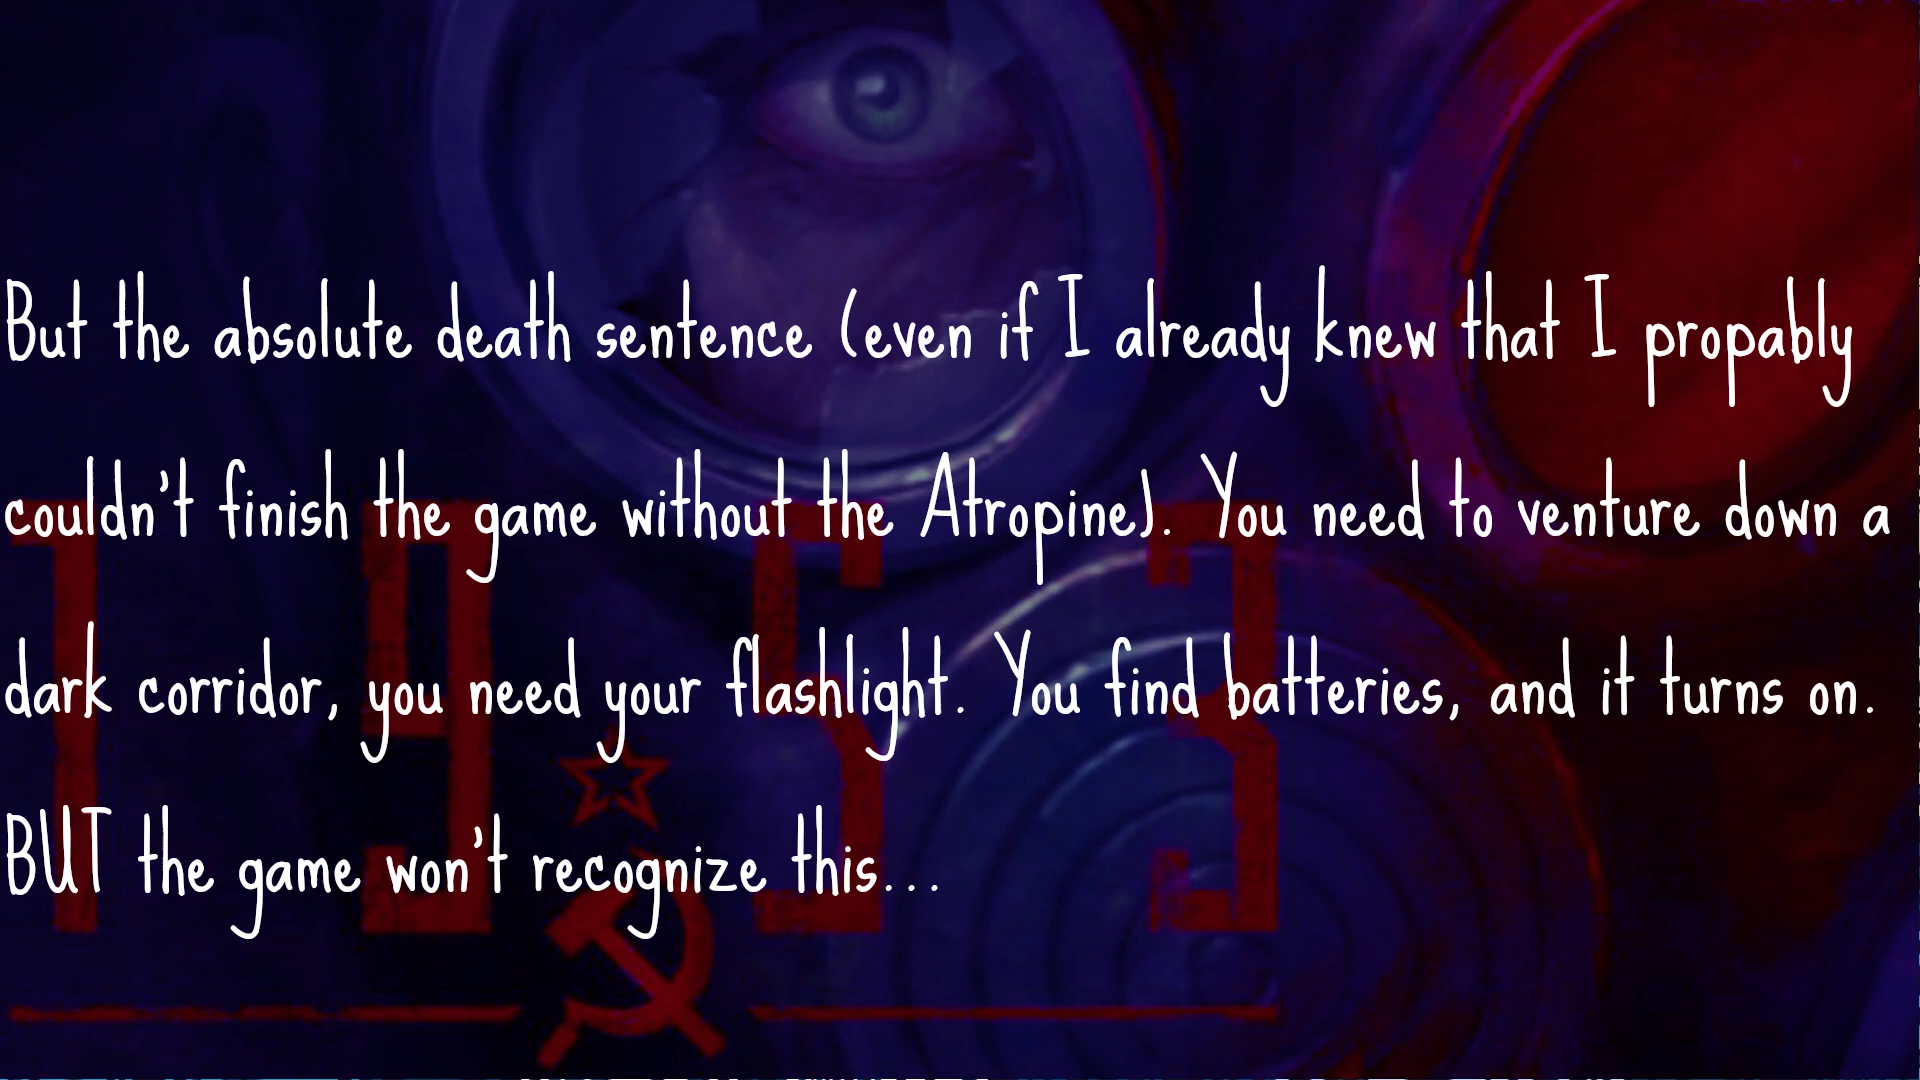 But the absolute death sentence (even if I already knew that I propably
couldn't finish the game without the Atropine). You need to venture down a
dark corridor, you need your flashlight. You find batteries, and it turns on.
BUT the game won't recognize this...
1953